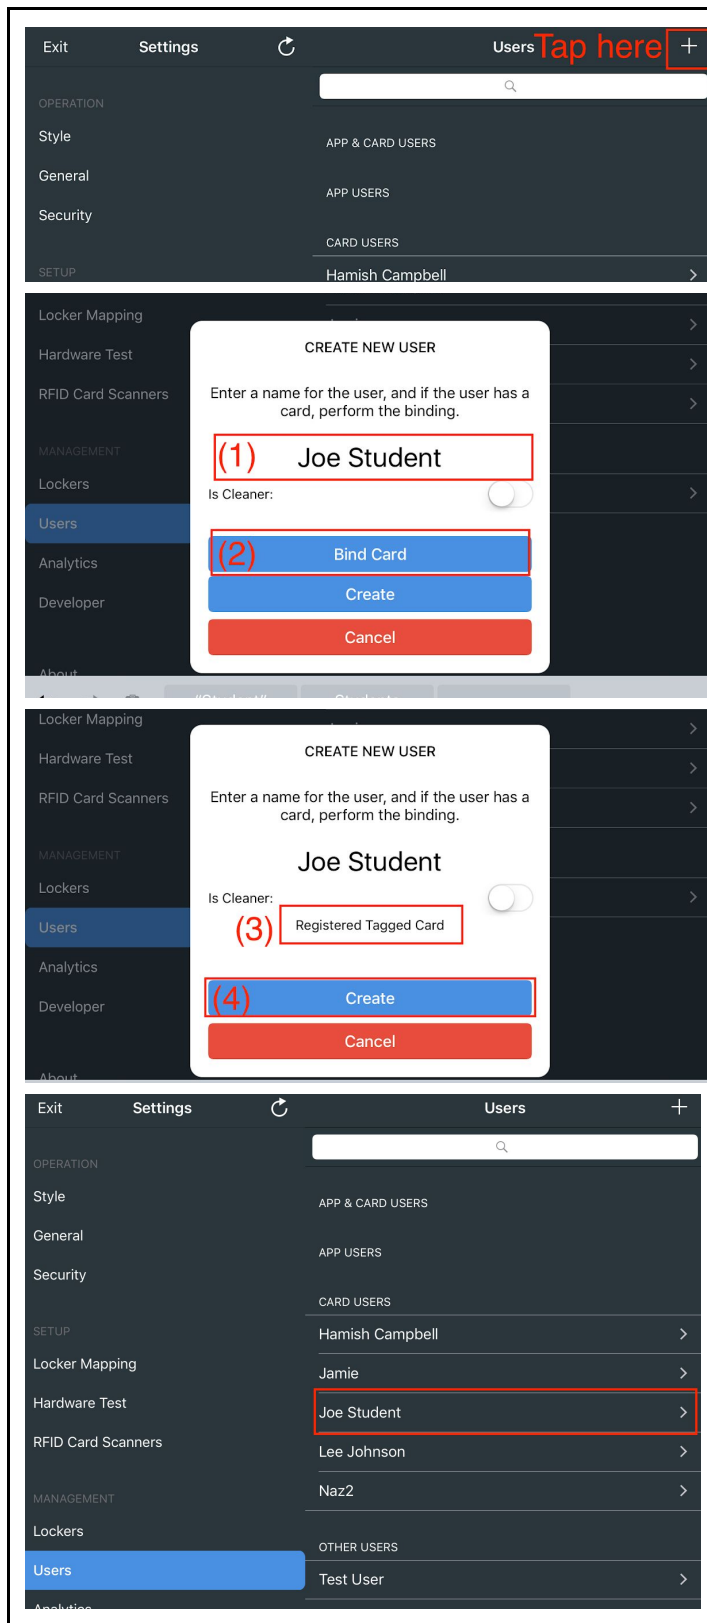 Exit Settings Users Tap here +
OPERATION
Style
APP & CARD USERS
General
APP USERS
Security
CARD USERS
SETUP
Hamish Campbell
Locker Mapping
CREATE NEW USER
Hardware Test
RFID Card Scanners
Enter a name for the user, and if the user has a
card, perform the binding.
MANAGEMENT
(1) Joe Student
Lockers
Is Cleaner:
Users
(2) Bind Card
Analytics
Create
Developer
Cancel
About
"Student" Students
Locker Mapping
CREATE NEW USER
Hardware Test
RFID Card Scanners
Enter a name for the user, and if the user has a
card, perform the binding.
MANAGEMENT
Joe Student
Lockers
Is Cleaner:
(3) Registered Tagged Card
Users
Analytics
(4) Create
Developer
Cancel
About
Exit Settings Users +
OPERATION
Style
APP & CARD USERS
General
APP USERS
Security
CARD USERS
SETUP
Hamish Campbell
Locker Mapping
Jamie
Hardware Test
Joe Student
RFID Card Scanners
Lee Johnson
Naz2
MANAGEMENT
Lockers
OTHER USERS
Users
Test User
Analytics